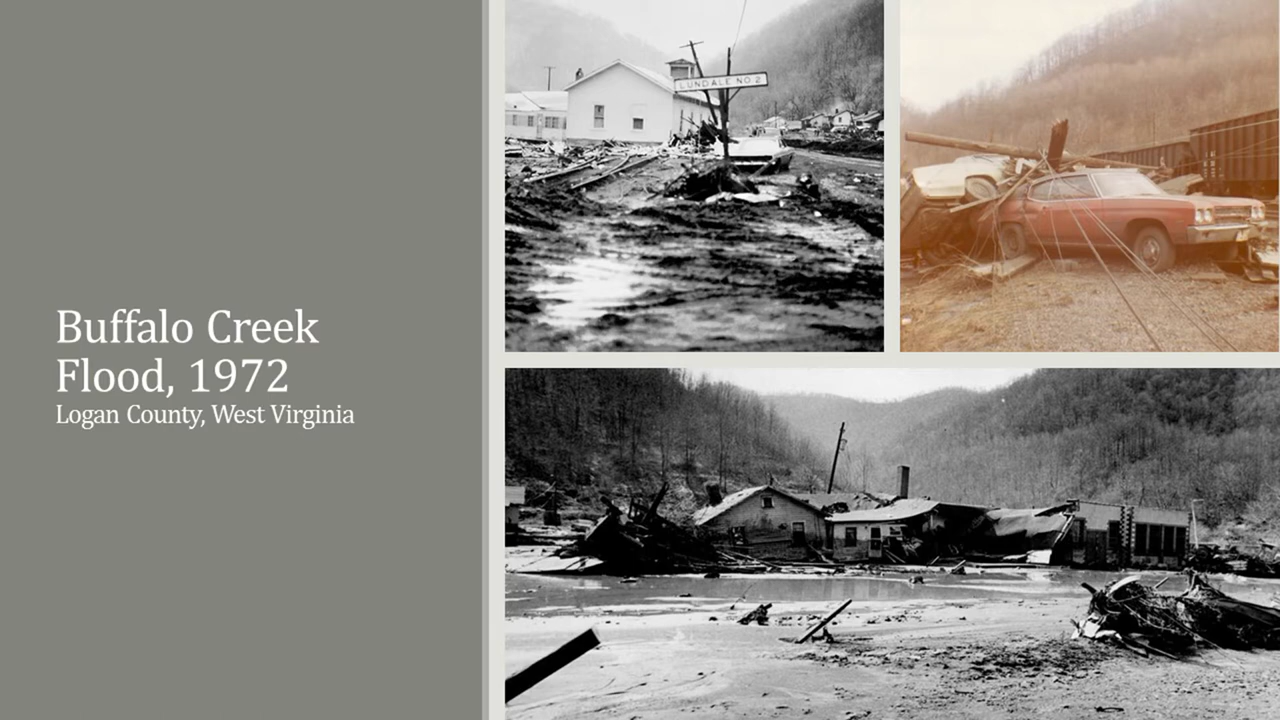 Buffalo Creek
Flood, 1972
Logan County, West Virginia
LUNDALE NO 2